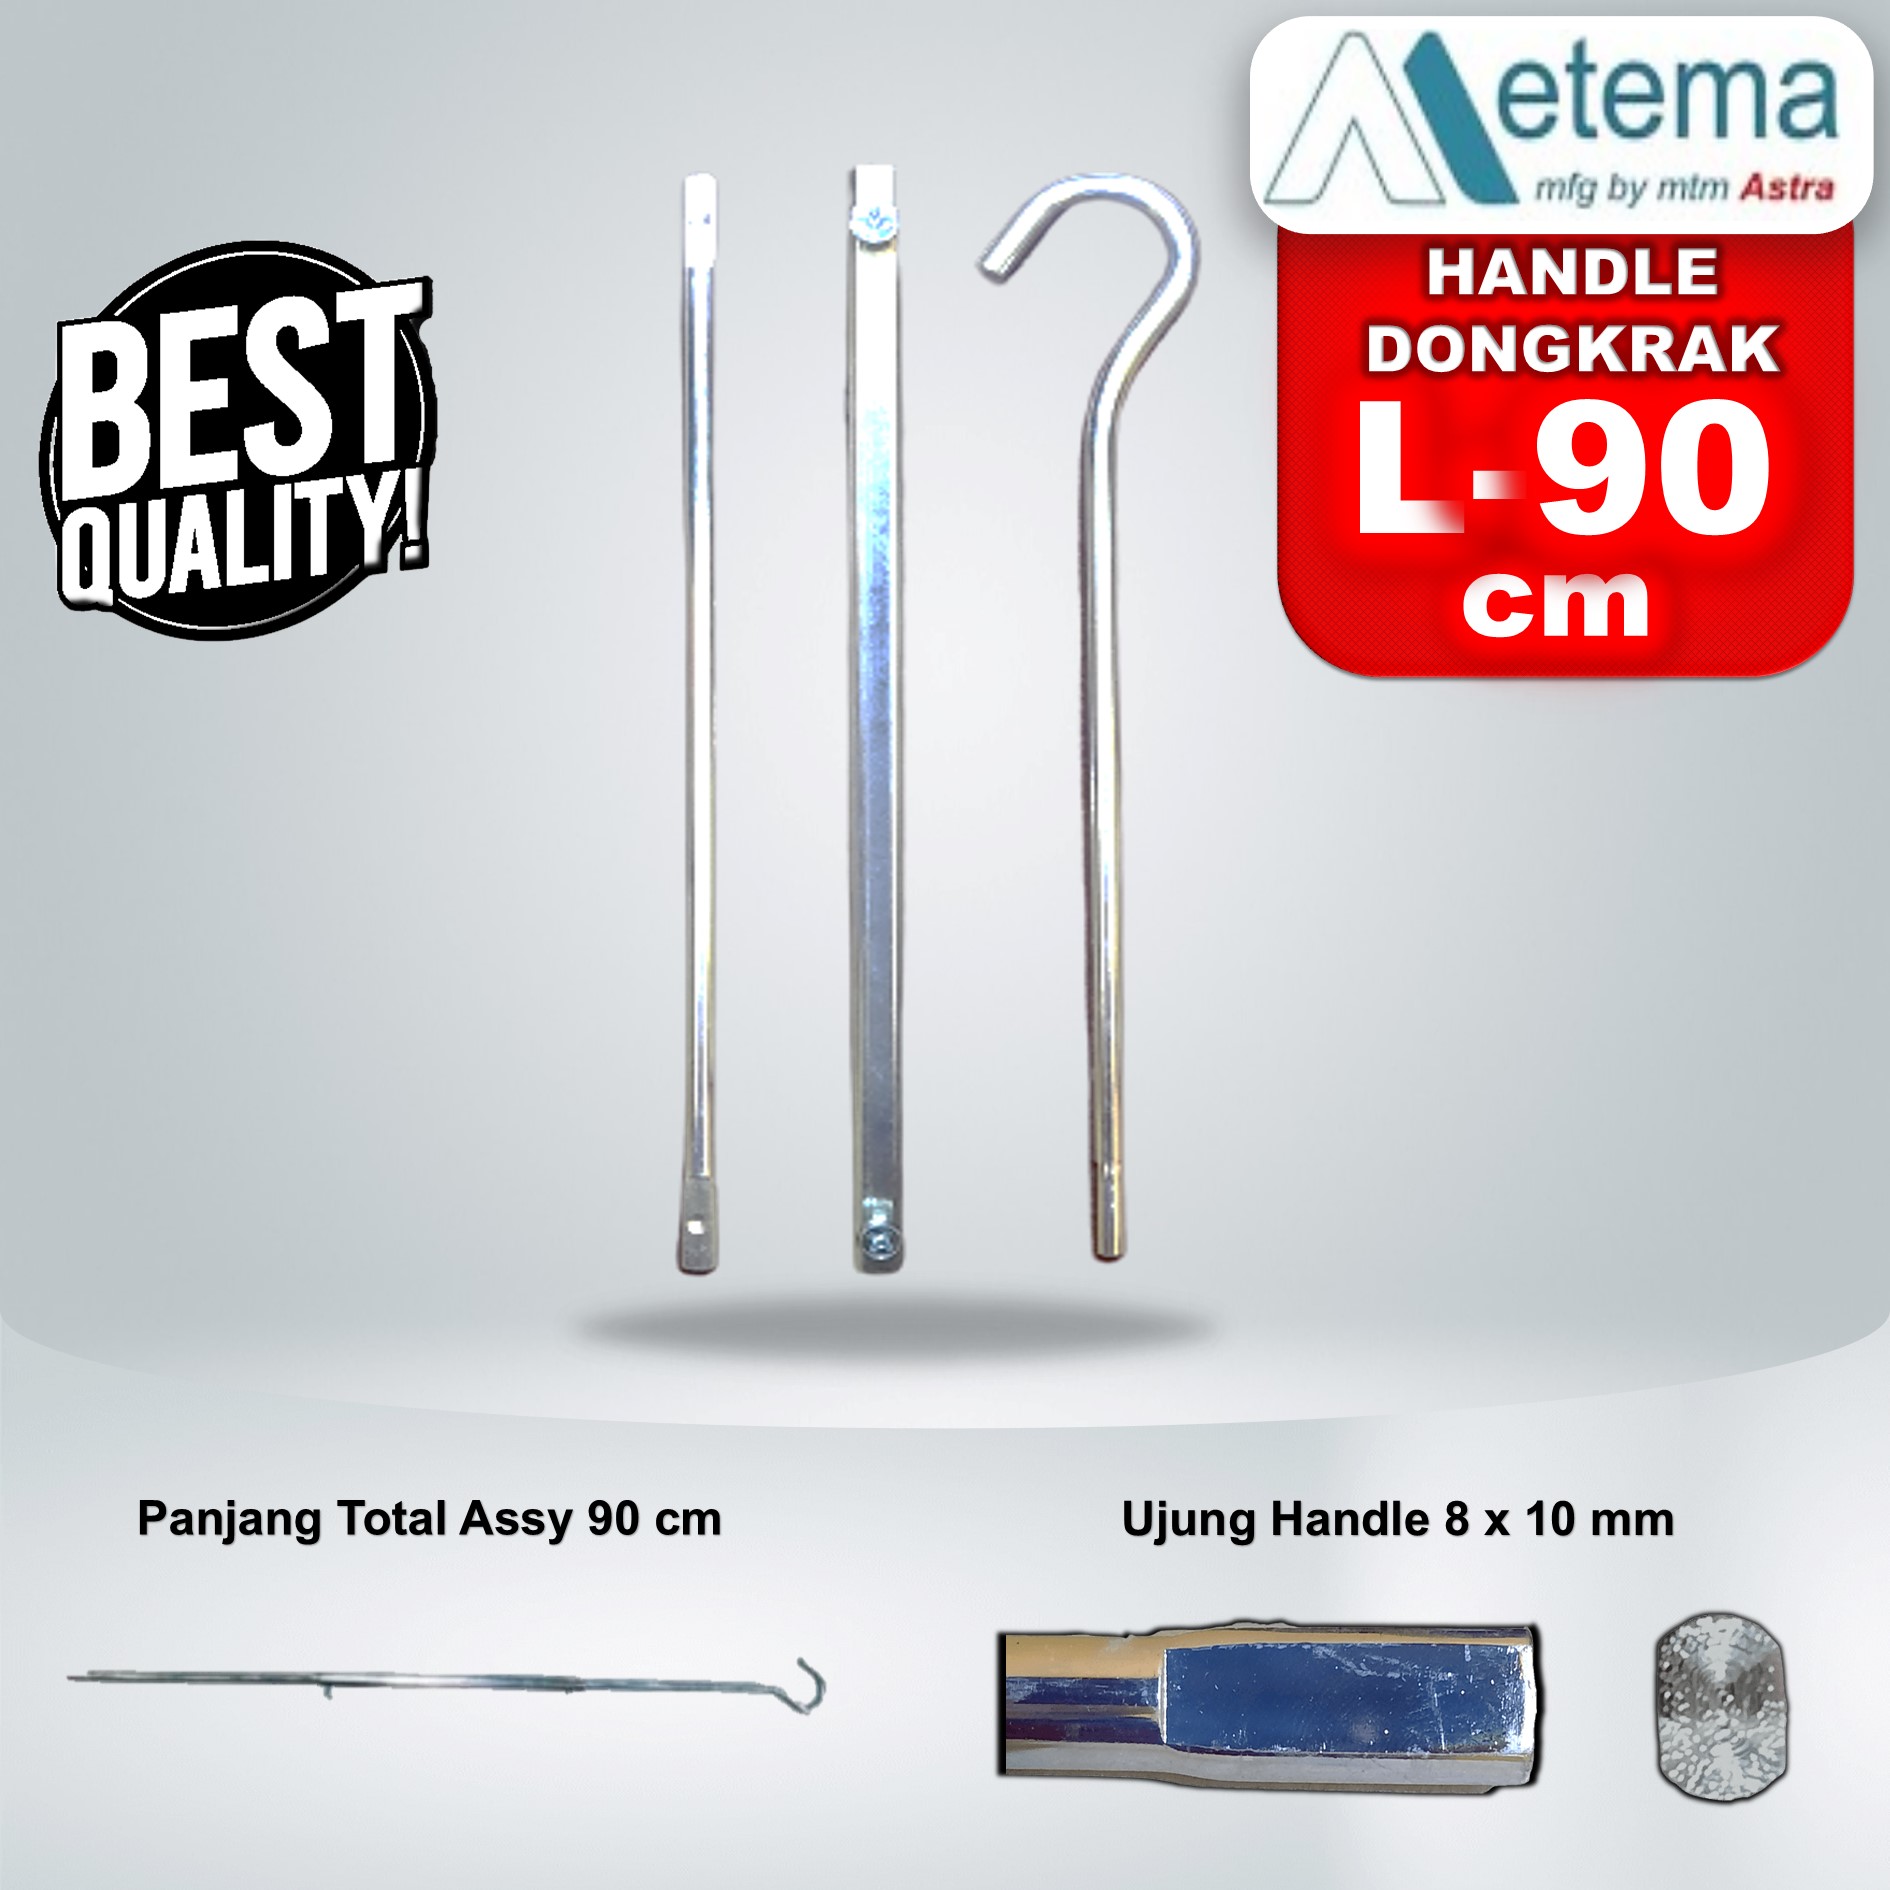 Metema
mfg by mtm Astra
HANDLE
DONGKRAK
L-90
cm
BEST
QUALITY!
Panjang Total Assy 90 cm
Ujung Handle 8 x 10 mm